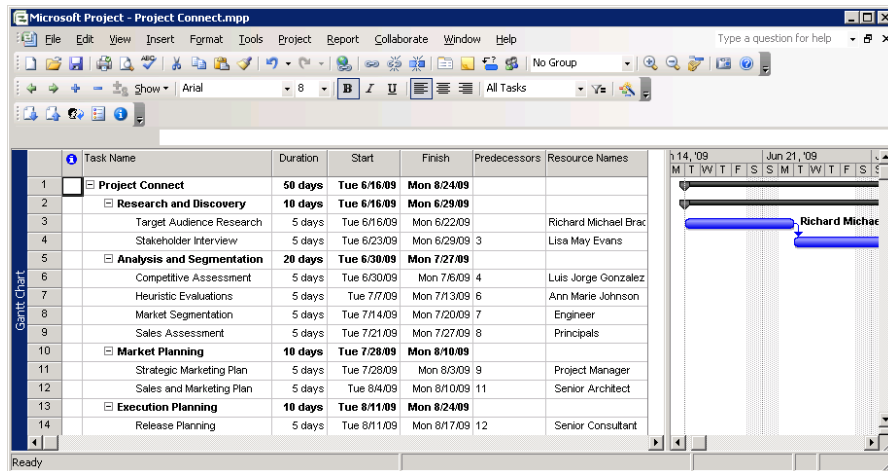 Microsoft Project - Project Connect.mpp
File Edit View Insert Format Tools Project Report Collaborate Window Help Type a question for help
No Group
Show Arial 8 B I U All Tasks
Task Name Duration Start Finish Predecessors Resource Names 14, '09 Jun 21, '09
M T W T F S S M T W T F S
1 Project Connect 50 days Tue 6/16/09 Mon 8/24/09
2 Research and Discovery 10 days Tue 6/16/09 Mon 6/29/09
3 Target Audience Research 5 days Tue 6/16/09 Mon 6/22/09 Richard Michael Brac Richard Michae
4 Stakeholder Interview 5 days Tue 6/23/09 Mon 6/29/09 3 Lisa May Evans
5 Analysis and Segmentation 20 days Tue 6/30/09 Mon 7/27/09
6 Competitive Assessment 5 days Tue 6/30/09 Mon 7/6/09 4 Luis Jorge Gonzalez
7 Heuristic Evaluations 5 days Tue 7/7/09 Mon 7/13/09 6 Ann Marie Johnson
8 Market Segmentation 5 days Tue 7/14/09 Mon 7/20/09 7 Engineer
9 Sales Assessment 5 days Tue 7/21/09 Mon 7/27/09 8 Principals
10 Market Planning 10 days Tue 7/28/09 Mon 8/10/09
11 Strategic Marketing Plan 5 days Tue 7/28/09 Mon 8/3/09 9 Project Manager
12 Sales and Marketing Plan 5 days Tue 8/4/09 Mon 8/10/09 11 Senior Architect
13 Execution Planning 10 days Tue 8/11/09 Mon 8/24/09
14 Release Planning 5 days Tue 8/11/09 Mon 8/17/09 12 Senior Consultant
Gantt Chart
Ready